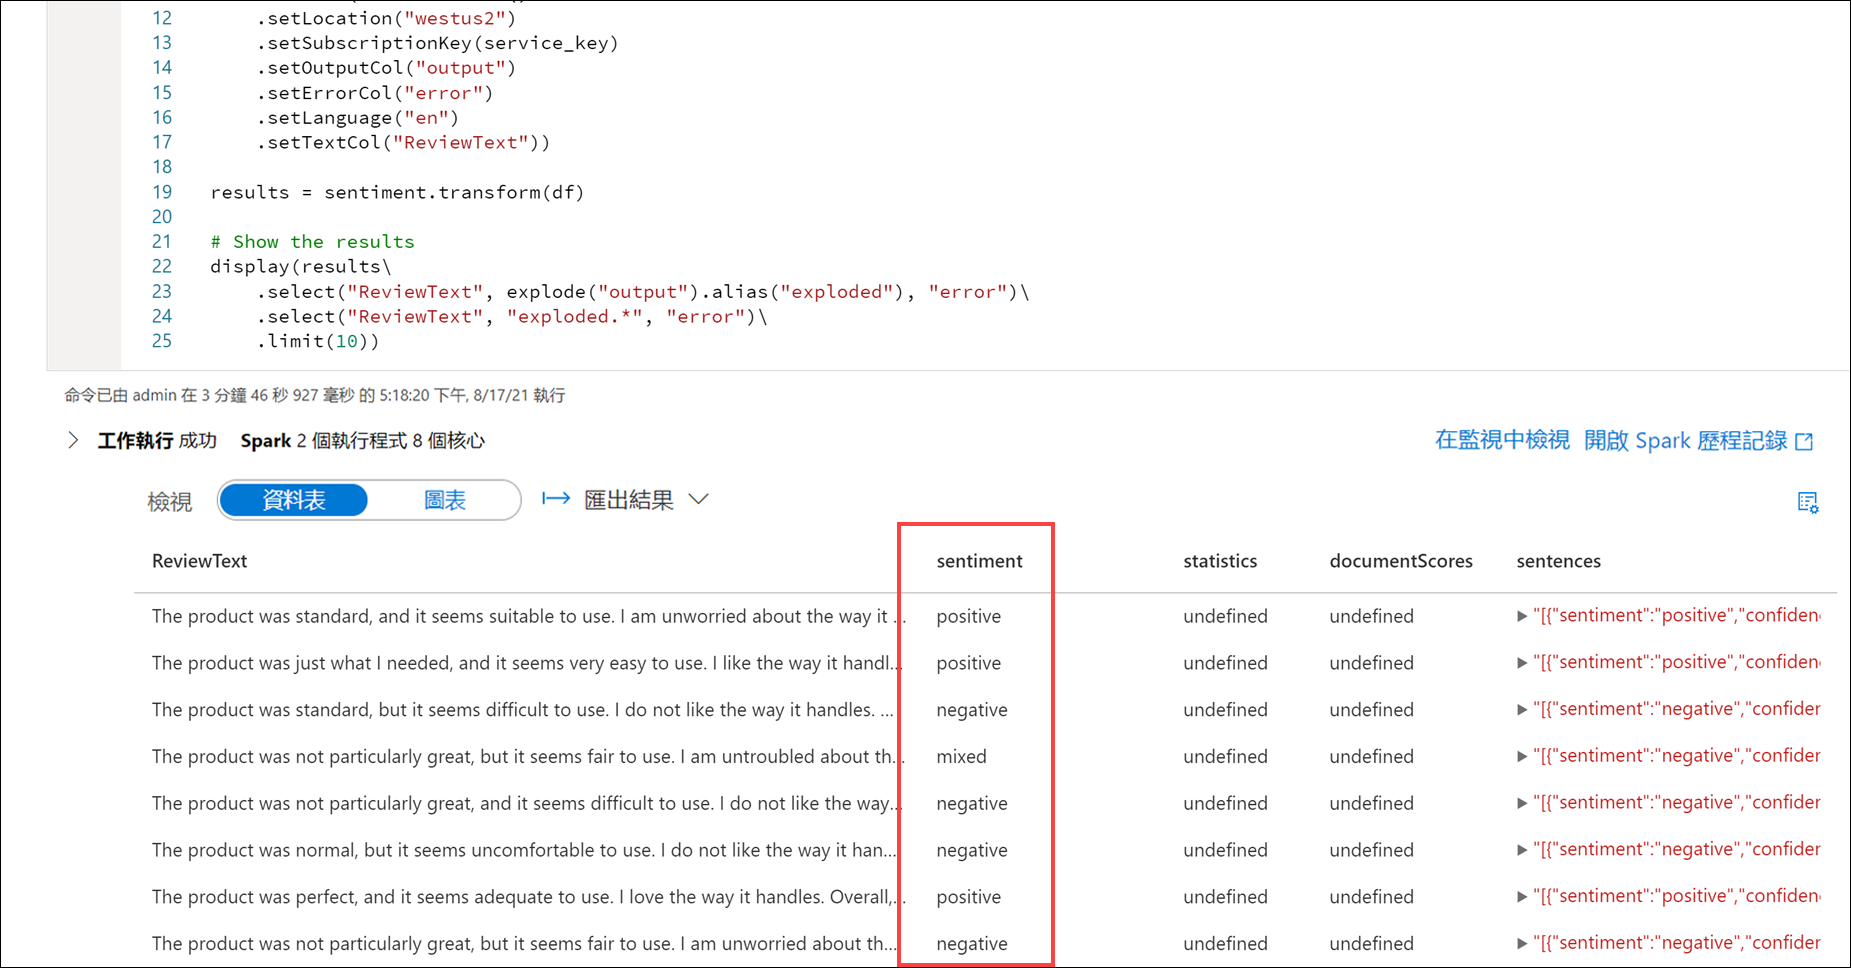 12 .setLocation("westus2")
13 .setSubscriptionKey(service_key)
14 .setOutputCol("output")
15 .setErrorCol("error")
16 .setLanguage("en")
17 .setTextCol("ReviewText"))
18
19 results = sentiment.transform(df)
20
21 # Show the results
22 display(results\
23 .select("ReviewText", explode("output").alias("exploded"), "error")\
24 .select("ReviewText", "exploded.*", "error")\
25 .limit(10))
命令已由 admin 在 3 分鐘 46 秒 927 毫秒 的 5:18:20 下午, 8/17/21 執行
工作執行 成功 Spark 2 個執行程式 8 個核心 在監視中檢視 開啟 Spark 歷程記錄
檢視 資料表 圖表 匯出結果
ReviewText sentiment statistics documentScores sentences
The product was standard, and it seems suitable to use. I am unworried about the way it ... positive undefined undefined "[{"sentiment":"positive","confiden
The product was just what I needed, and it seems very easy to use. I like the way it handl... positive undefined undefined "[{"sentiment":"positive","confiden
The product was standard, but it seems difficult to use. I do not like the way it handles. ... negative undefined undefined "[{"sentiment":"negative","confider
The product was not particularly great, but it seems fair to use. I am untroubled about th... mixed undefined undefined "[{"sentiment":"negative","confider
The product was not particularly great, and it seems difficult to use. I do not like the way... negative undefined undefined "[{"sentiment":"negative","confider
The product was normal, but it seems uncomfortable to use. I do not like the way it han... negative undefined undefined "[{"sentiment":"negative","confider
The product was perfect, and it seems adequate to use. I love the way it handles. Overall,... positive undefined undefined "[{"sentiment":"positive","confiden
The product was not particularly great, but it seems fair to use. I am unworried about th... negative undefined undefined "[{"sentiment":"negative","confider